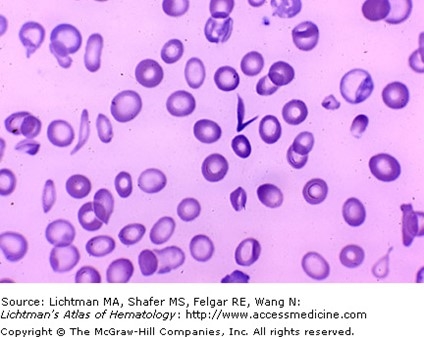 Source: Lichtman MA, Shafer MS, Felgar RE, Wang N:
Lichtman's Atlas of Hematology: http://www.accessmedicine.com
Copyright © The McGraw-Hill Companies, Inc. All rights reserved.